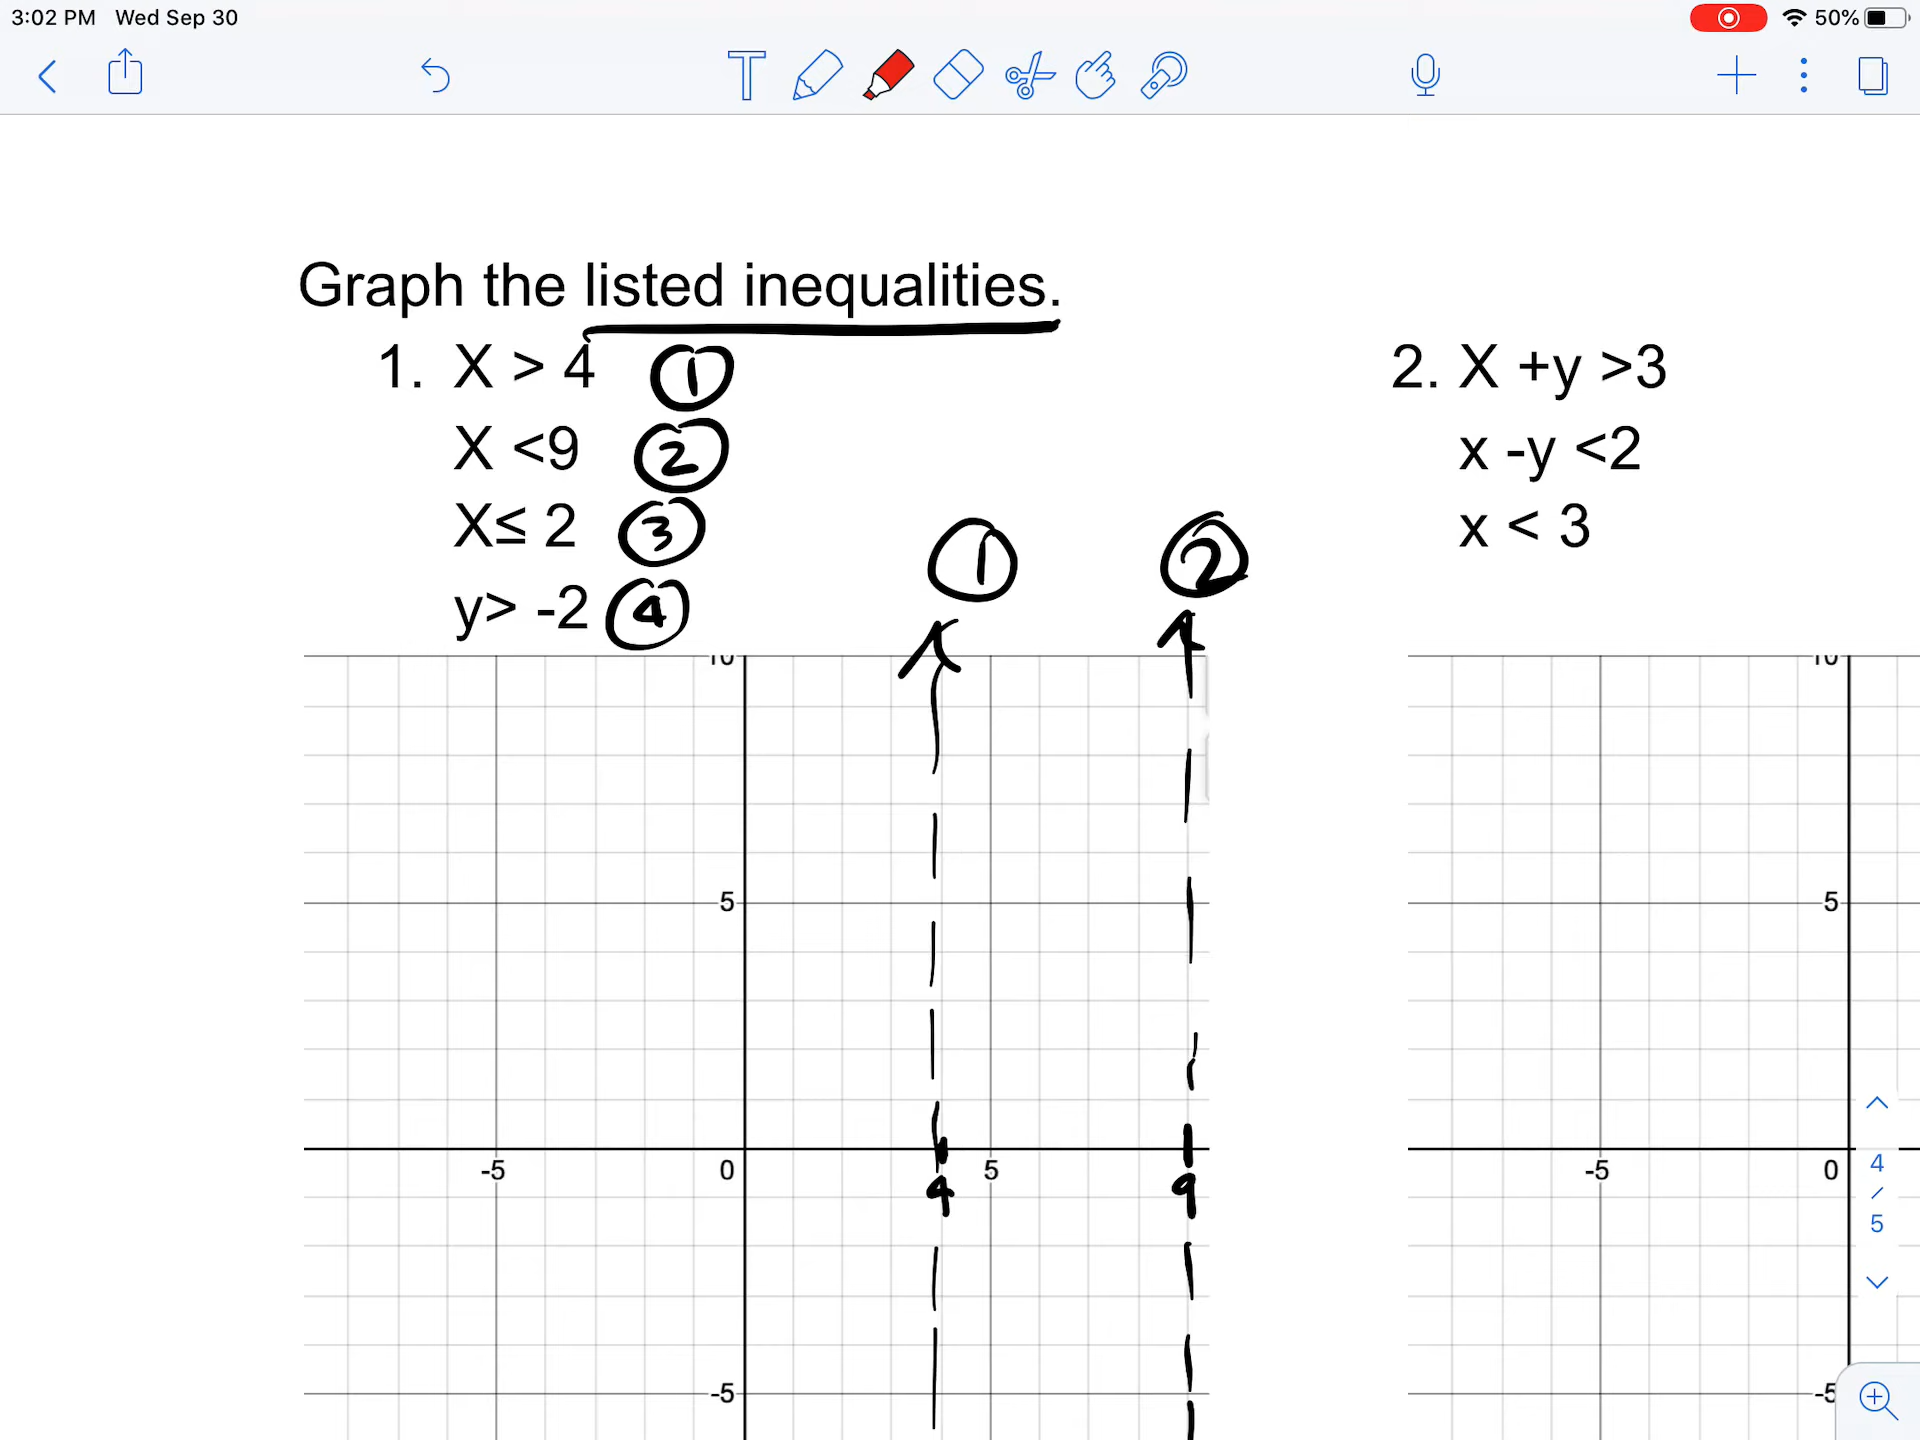 3:02 PM Wed Sep 30
50%
T
Graph the listed inequalities.
1. X > 4 ①
X <9 ②
X≤ 2 ③
y> -2 ④
2. X +y >3
x -y <2
x < 3
① ②
10
5
-5 0 5
4 9
-5
10
5
-5 0
-5
4
/
5